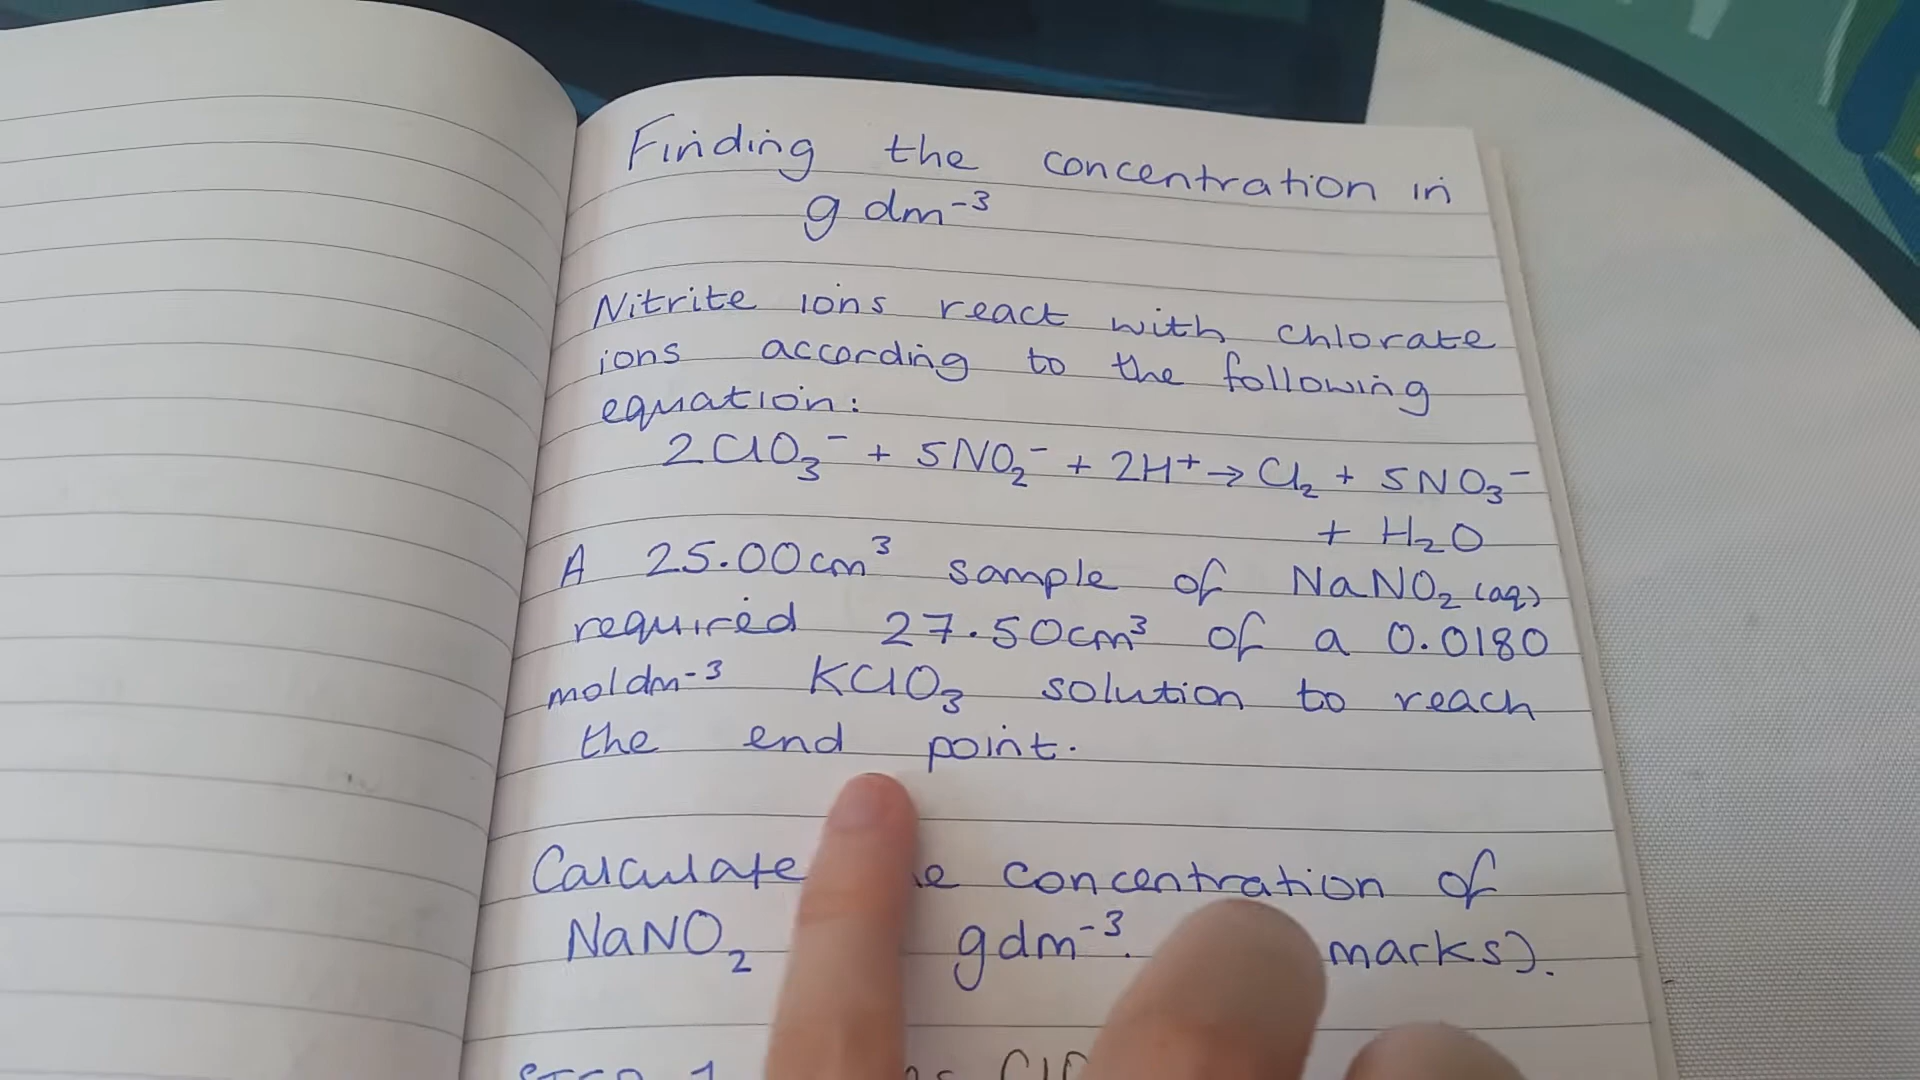 Finding the concentration in
g dm⁻³
Nitrite ions react with chlorate
ions according to the following
equation:
2ClO₃⁻ + 5NO₂⁻ + 2H⁺ → Cl₂ + 5NO₃⁻
+ H₂O
A 25.00cm³ sample of NaNO₂ (aq)
required 27.50cm³ of a 0.0180
moldm⁻³ KClO₃ solution to reach
the end point.
Calculate concentration of
NaNO₂ gdm⁻³. marks).